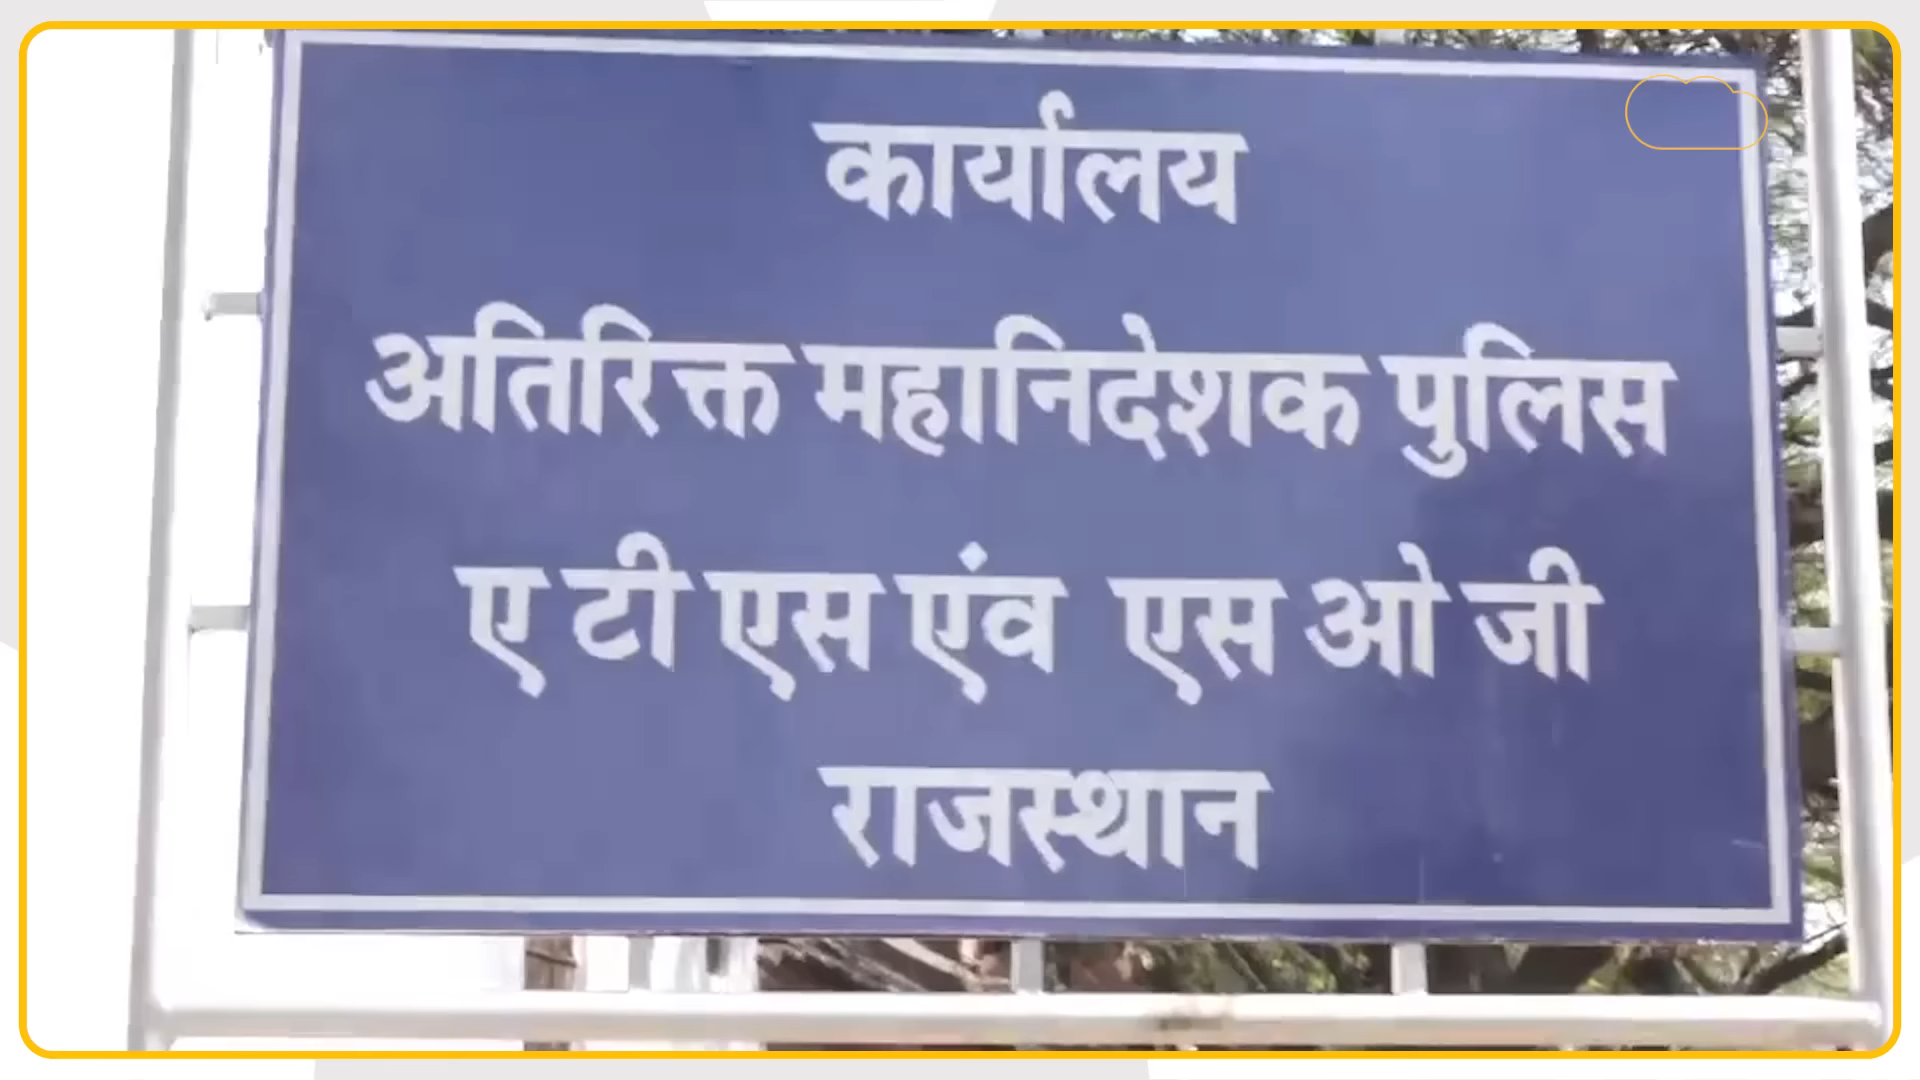 कार्यालय
अतिरिक्त महानिदेशक पुलिस
ए टी एस एंव एस ओ जी
राजस्थान